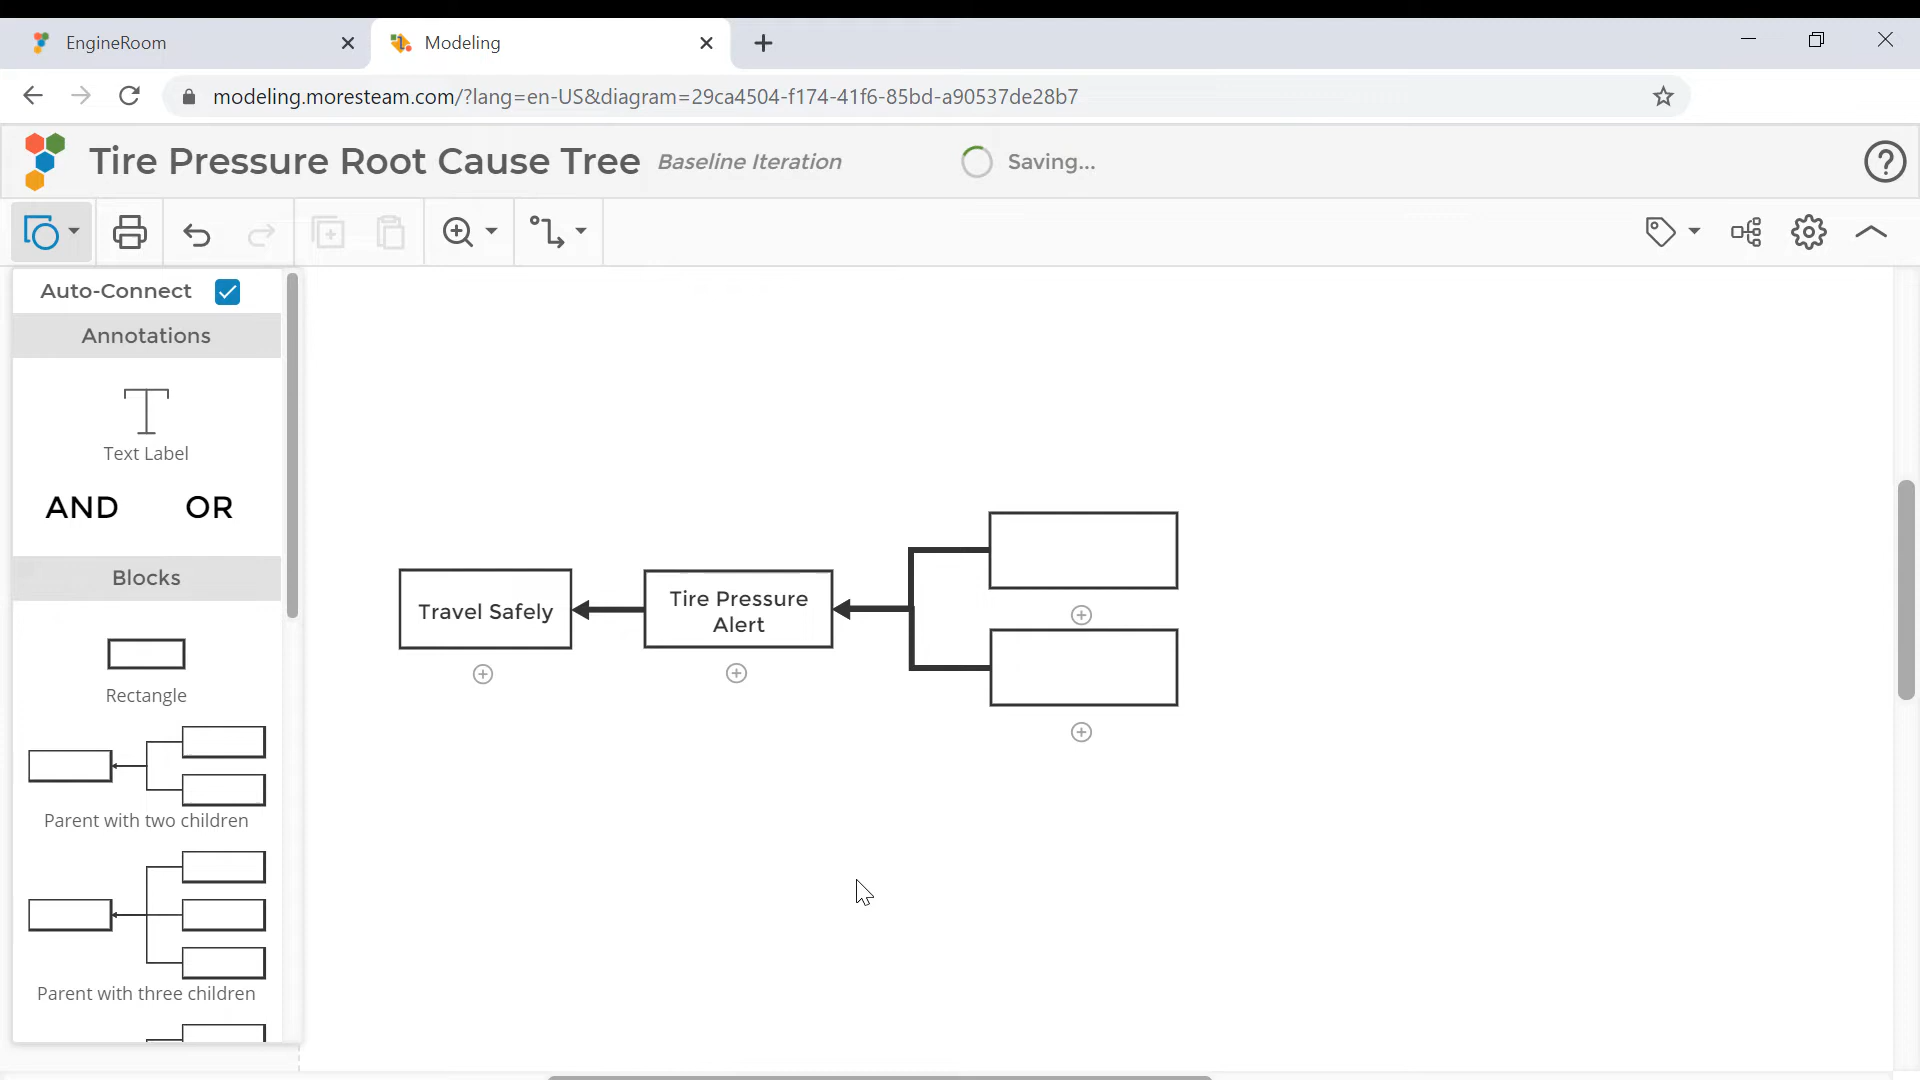 EngineRoom
Modeling
modeling.moresteam.com/?lang=en-US&diagram=29ca4504-f174-41f6-85bd-a90537de28b7
Tire Pressure Root Cause Tree Baseline Iteration Saving...
Auto-Connect
Annotations
Text Label
AND OR
Blocks
Rectangle
Parent with two children
Parent with three children
Travel Safely
Tire Pressure
Alert